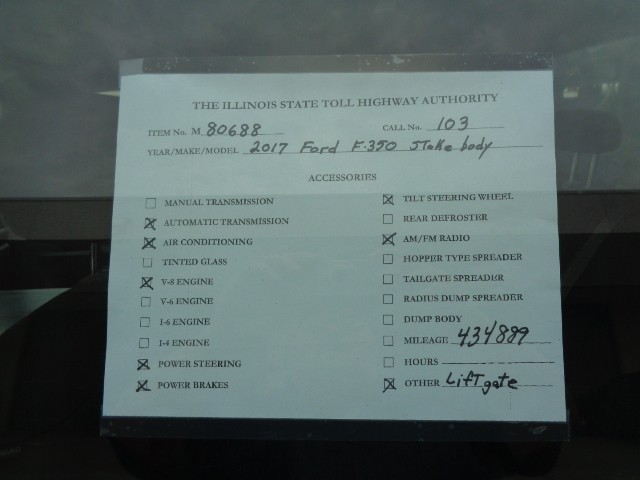 THE ILLINOIS STATE TOLL HIGHWAY AUTHORITY
ITEM No. M 80688 CALL No. 103
YEAR/MAKE/MODEL 2017 Ford F-350 STake body
ACCESSORIES
MANUAL TRANSMISSION
AUTOMATIC TRANSMISSION
AIR CONDITIONING
TINTED GLASS
V-8 ENGINE
V-6 ENGINE
I-6 ENGINE
I-4 ENGINE
POWER STEERING
POWER BRAKES
TILT STEERING WHEEL
REAR DEFROSTER
AM/FM RADIO
HOPPER TYPE SPREADER
TAILGATE SPREADER
RADIUS DUMP SPREADER
DUMP BODY
MILEAGE 434889
HOURS
OTHER LifTgate